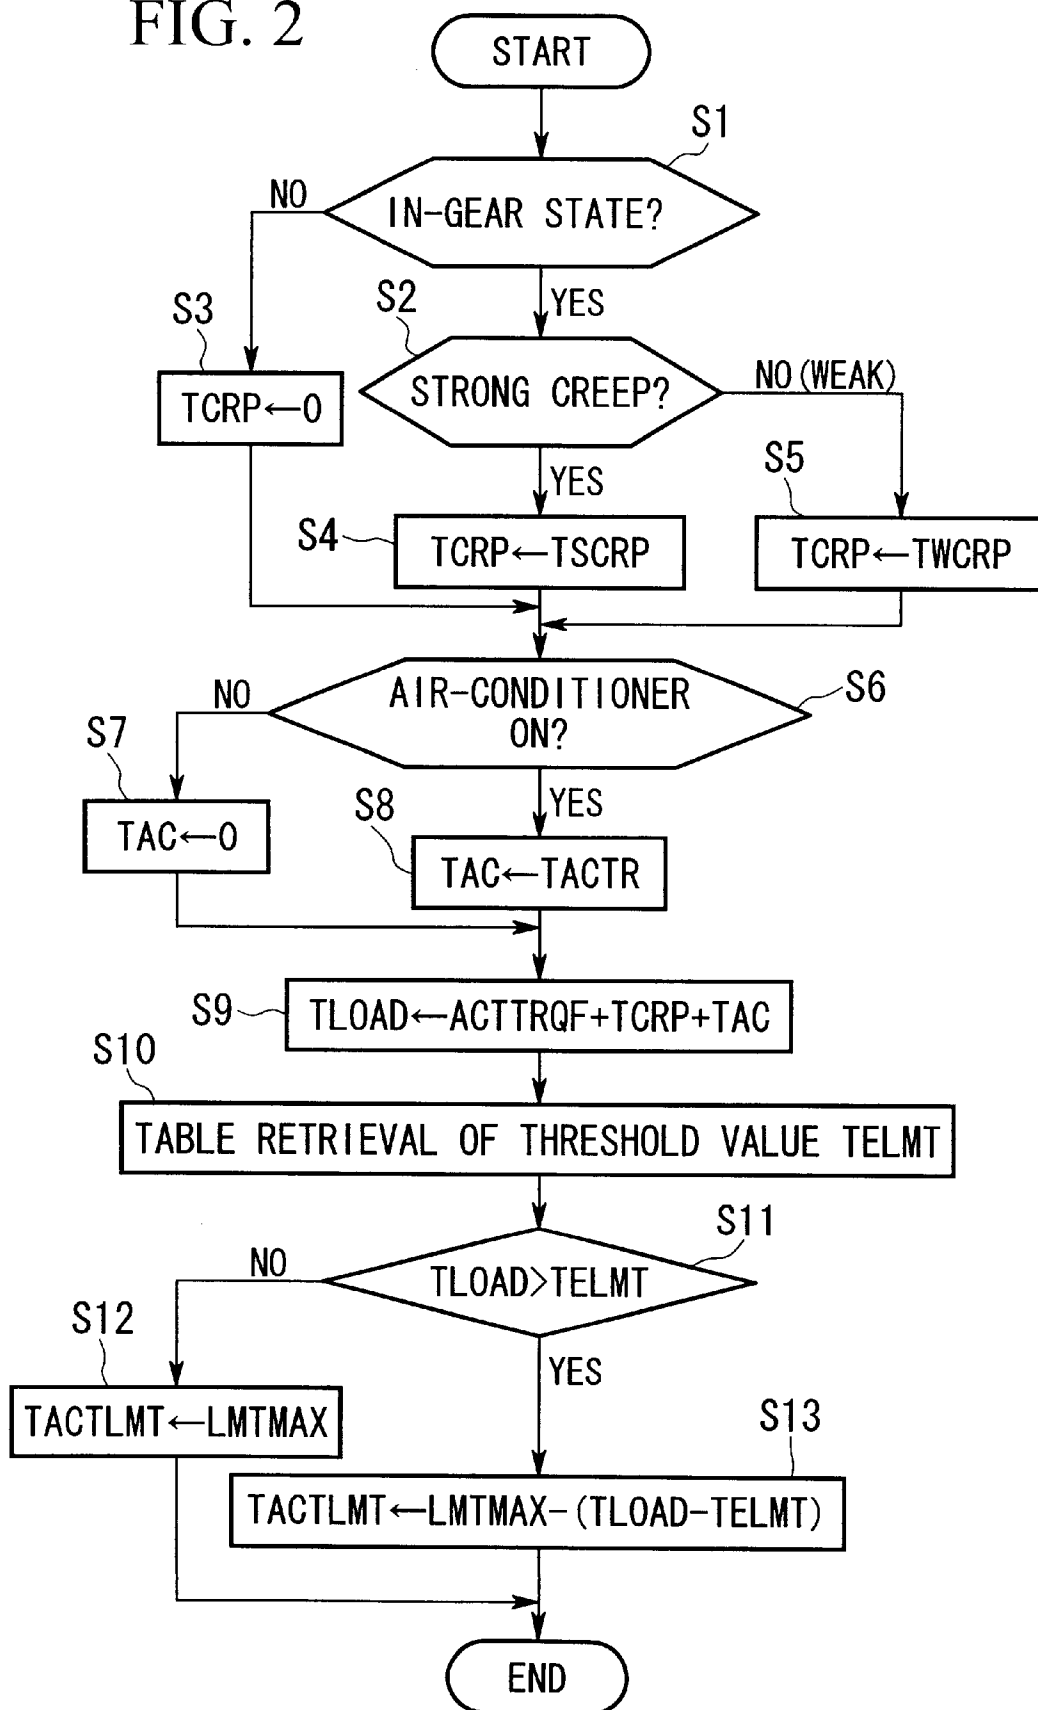 FIG. 2
START
S1
IN-GEAR STATE?
NO
YES
S2
S3
STRONG CREEP?
NO (WEAK)
TCRP←0
YES
S5
S4
TCRP←TSCRP
TCRP←TWCRP
AIR-CONDITIONER
ON?
S6
NO
S7
YES
S8
TAC←0
TAC←TACTR
S9
TLOAD←ACTTRQF+TCRP+TAC
S10
TABLE RETRIEVAL OF THRESHOLD VALUE TELMT
S11
TLOAD>TELMT
NO
S12
YES
TACTLMT←LMTMAX
S13
TACTLMT←LMTMAX-(TLOAD-TELMT)
END